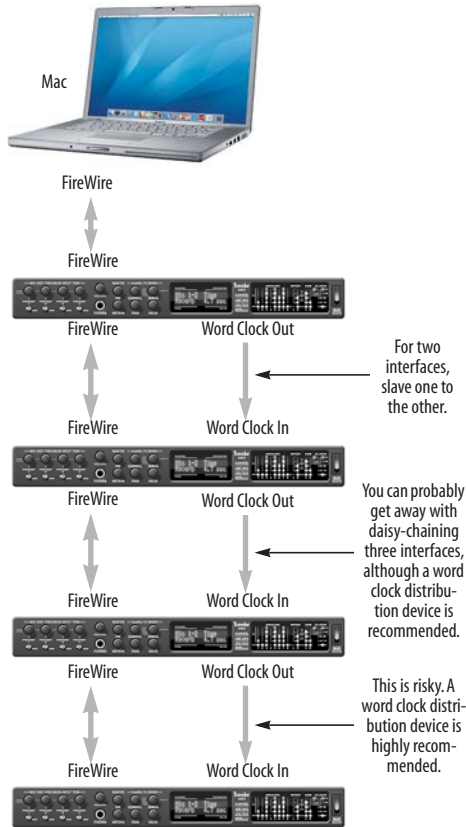 Mac
FireWire
FireWire
FireWire Word Clock Out
For two
interfaces,
slave one to
the other.
FireWire Word Clock In
FireWire Word Clock Out
You can probably
get away with
daisy-chaining
three interfaces,
although a word
clock distribu-
tion device is
recommended.
FireWire Word Clock In
FireWire Word Clock Out
This is risky. A
word clock distri-
bution device is
highly recom-
mended.
FireWire Word Clock In